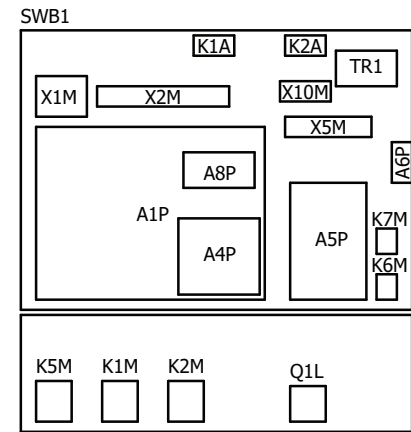 SWB1
K1A
K2A
TR1
X1M
X2M
X10M
X5M
A6P
A8P
A1P
K7M
A4P
A5P
K6M
K5M
K1M
K2M
Q1L